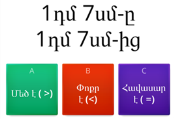 1դմ 7սմ-ը
1դմ 7սմ-ից
A
Մեծ է ( >)
B
Փոքր
է (<)
C
Հավասար
է ( =)